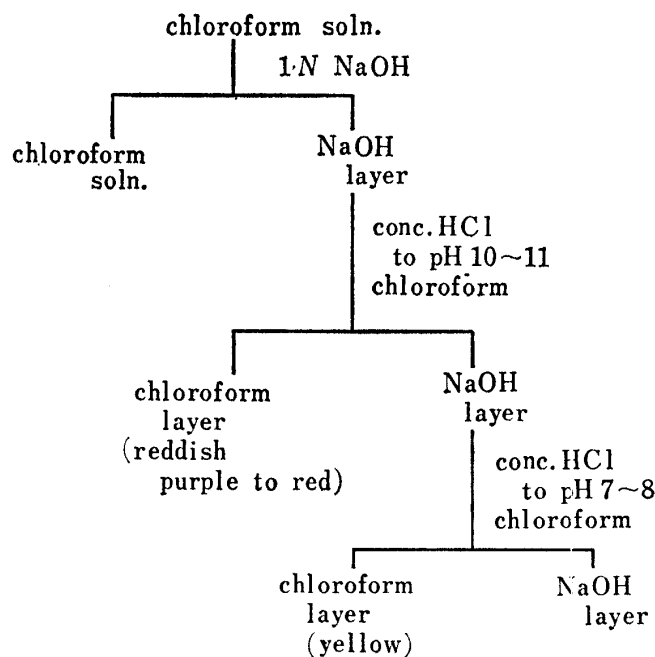 chloroform soln.
1·N NaOH
chloroform
soln.
NaOH
layer
conc. HCl
to pH 10~11
chloroform
chloroform
layer
(reddish
purple to red)
NaOH
layer
conc. HCl
to pH 7~8
chloroform
chloroform
layer
(yellow)
NaOH
layer